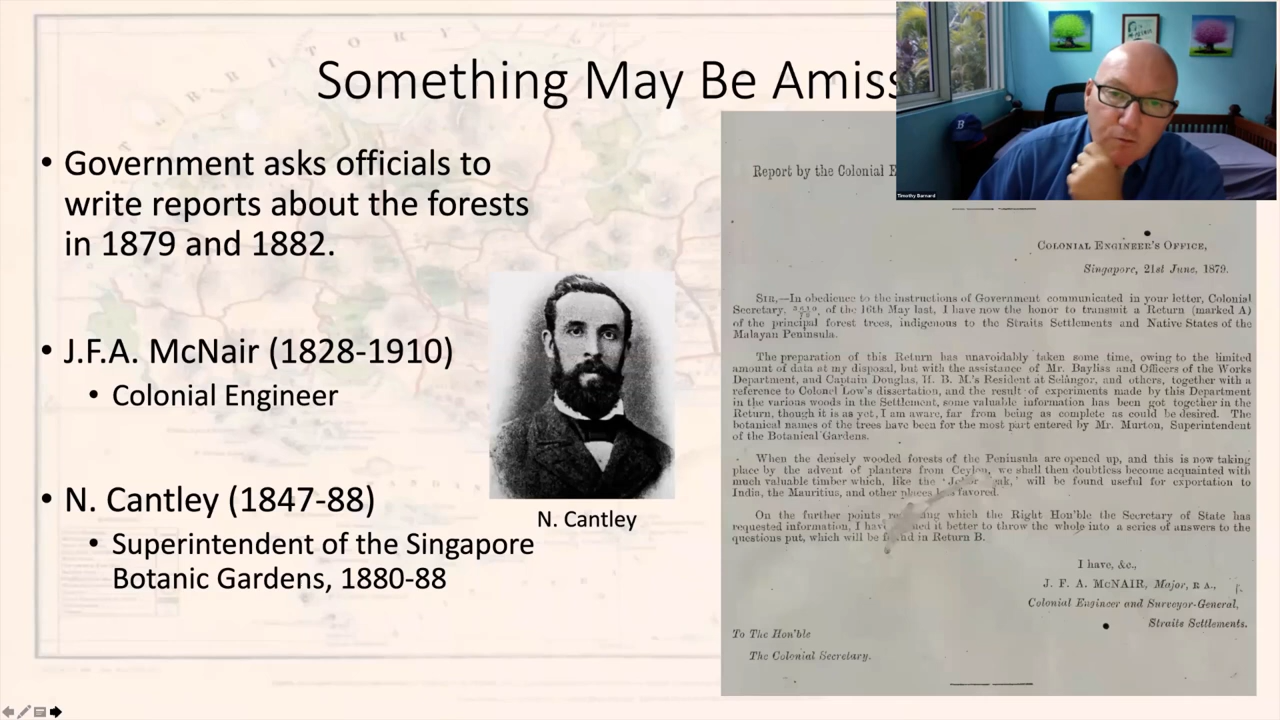 Something May Be Amiss
• Government asks officials to
write reports about the forests
in 1879 and 1882.
• J.F.A. McNair (1828-1910)
• Colonial Engineer
• N. Cantley (1847-88)
• Superintendent of the Singapore
Botanic Gardens, 1880-88
N. Cantley
Report by the Colonial E
COLONIAL ENGINEER'S OFFICE,
Singapore, 21st June, 1879.
SIR,—In obedience to the instructions of Government communicated in your letter, Colonial
Secretary, of the 16th May last, I have now the honor to transmit a Return (marked A)
of the principal forest trees, indigenous to the Straits Settlements and Native States of the
Malayan Peninsula.
The preparation of this Return has unavoidably taken some time, owing to the limited
amount of data at my disposal, but with the assistance of Mr. Bayliss and Officers of the Works
Department, and Captain Douglas, H. B. M.'s Resident at Selângor, and others, together with a
reference to Colonel Low's dissertation, and the result of experiments made by this Department
in the various woods in the Settlement, some valuable information has been got together in the
Return, though it is as yet, I am aware, far from being as complete as could be desired. The
botanical names of the trees have been for the most part entered by Mr. Murton, Superintendent
of the Botanical Gardens.
When the densely wooded forests of the Peninsula are opened up, and this is now taking
place by the advent of planters from Ceylon, we shall then doubtless become acquainted with
much valuable timber which, like the will be found useful for exportation to
India, the Mauritius, and other places favored.
On the further points which the Right Hon'ble the Secretary of State has
requested information, I it better to throw the whole into a series of answers to the
questions put, which will be in Return B.
I have, &c.,
J. F. A. McNAIR, Major, R A.,
Colonial Engineer and Surveyor-General,
Straits Settlements.
To The Hon'ble
The Colonial Secretary.
B
Timothy Barnard